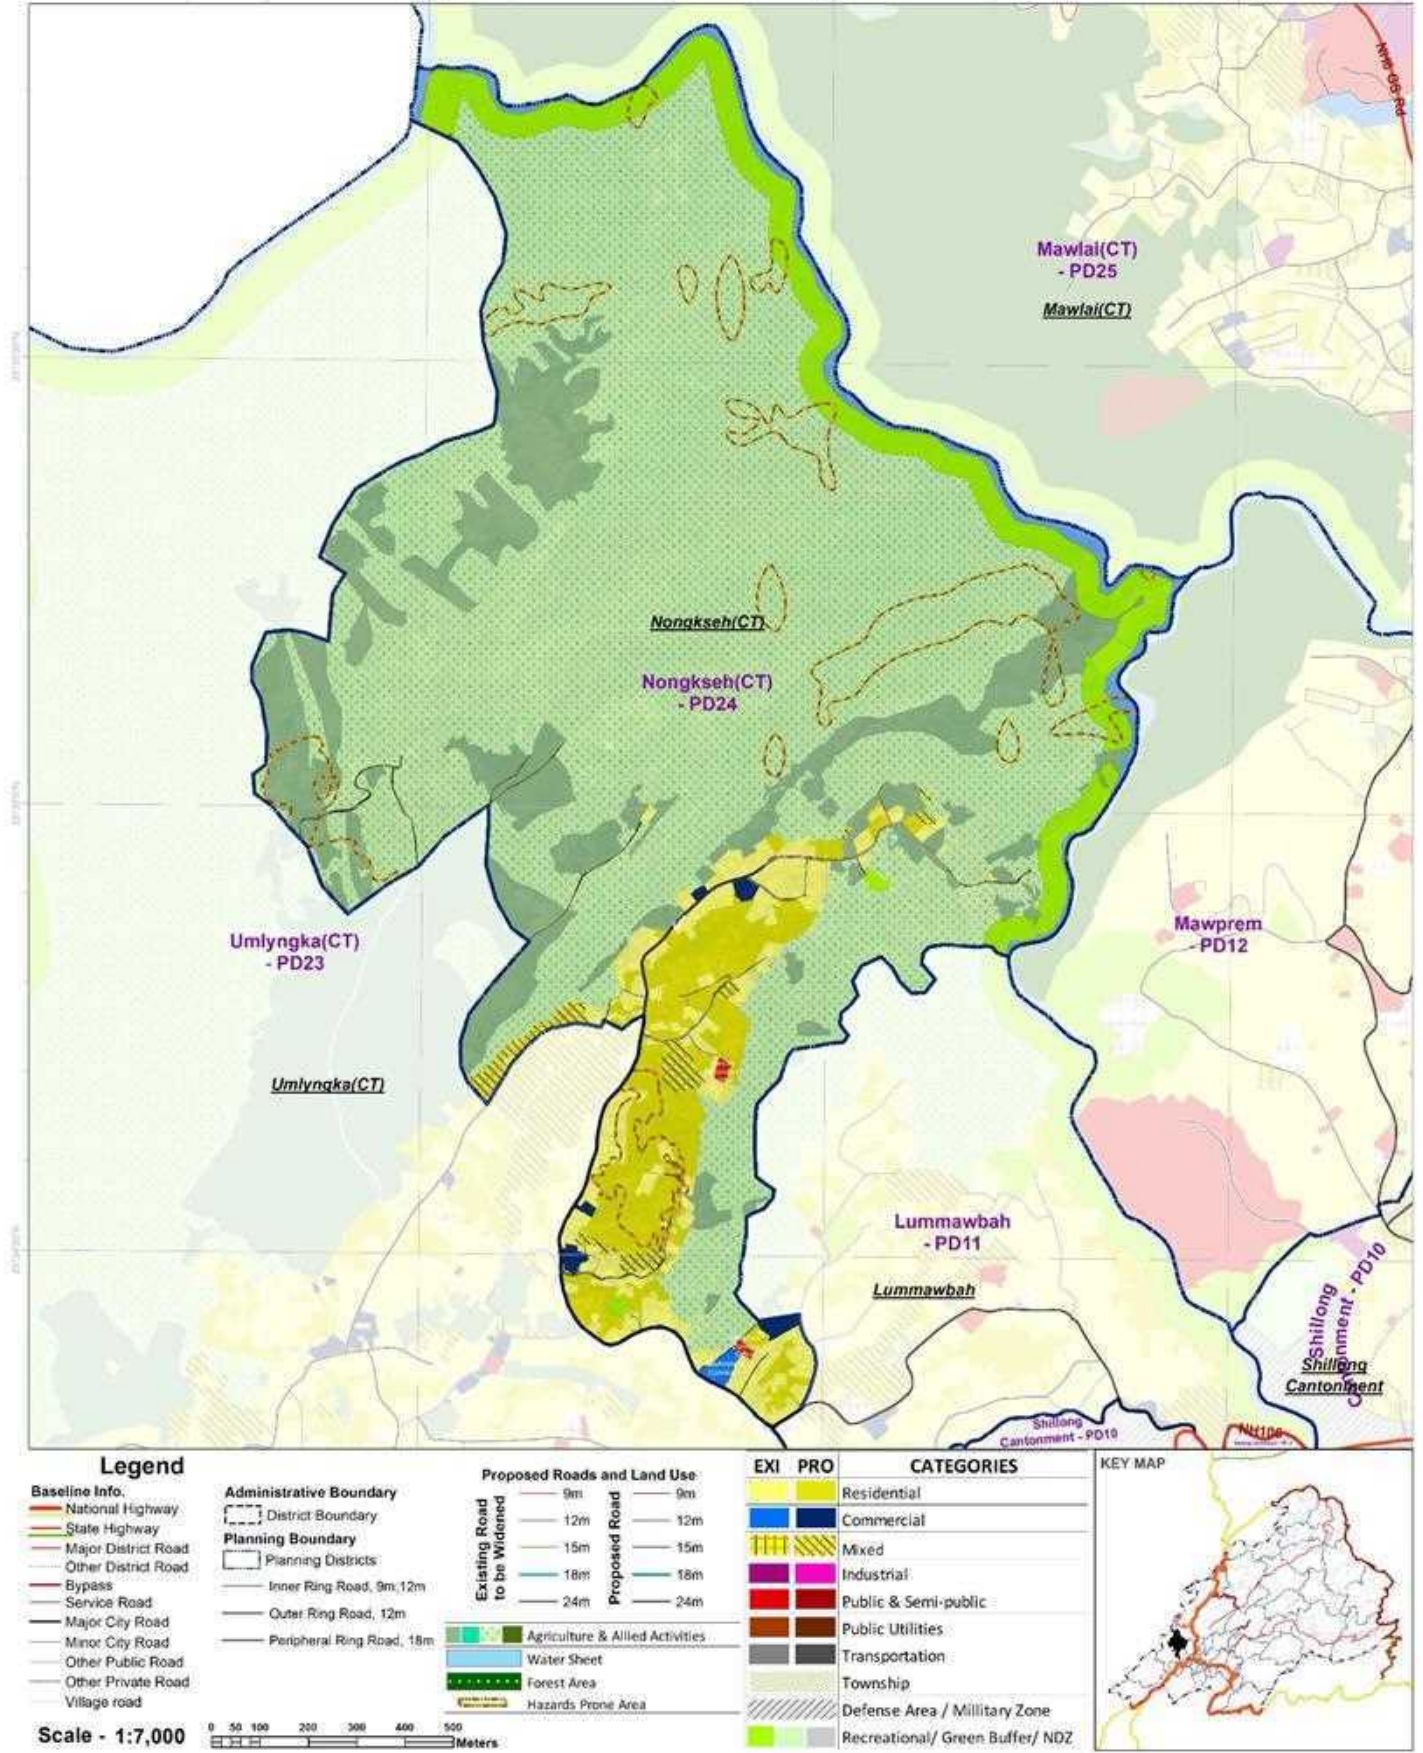 NH6 GS Rd
Mawlai(CT)
- PD25
Mawlai(CT)
Nongkseh(CT)
Nongkseh(CT)
- PD24
Umlyngka(CT)
- PD23
Mawprem
- PD12
Umlyngka(CT)
Lummawbah
- PD11
Lummawbah
Shillong
Cantonment - PD10
Shillong
Cantonment
Shillong
Cantonment - PD10
NH106
Legend
Baseline Info.
National Highway
State Highway
Major District Road
Other District Road
Bypass
Service Road
Major City Road
Minor City Road
Other Public Road
Other Private Road
Village road
Scale - 1:7,000
Administrative Boundary
District Boundary
Planning Boundary
Planning Districts
Inner Ring Road, 9m,12m
Outer Ring Road, 12m
Peripheral Ring Road, 18m
0 50 100 200 300 400 500
Meters
Proposed Roads and Land Use
Existing Road
to be Widened
9m
12m
15m
18m
24m
Proposed Road
9m
12m
15m
18m
24m
Agriculture & Allied Activities
Water Sheet
Forest Area
Hazards Prone Area
EXI PRO CATEGORIES
Residential
Commercial
Mixed
Industrial
Public & Semi-public
Public Utilities
Transportation
Township
Defense Area / Millitary Zone
Recreational/ Green Buffer/ NDZ
KEY MAP